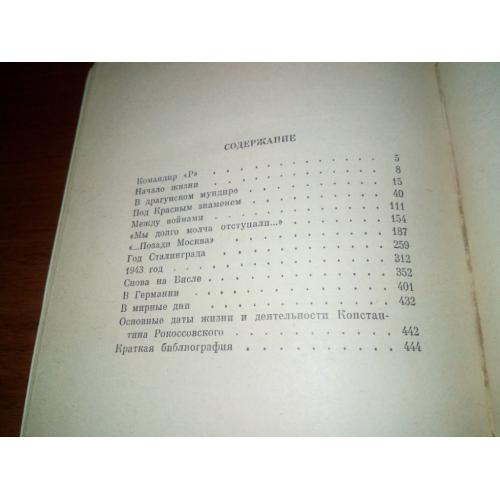 СОДЕРЖАНИЕ
Командир «Р» . . . . . . . . . . 5
Начало жизни . . . . . . . . . . 8
В драгунском мундире . . . . . . . . 15
Под Красным знаменем . . . . . . . . 40
Между войнами . . . . . . . . . . 111
«Мы долго молча отступали...» . . . . . . 154
«...Позади Москва» . . . . . . . . . 187
Год Сталинграда . . . . . . . . . . 259
1943 год . . . . . . . . . . . . 312
Снова на Висле . . . . . . . . . . 352
В Германии . . . . . . . . . . . 401
В мирные дни . . . . . . . . . . . 432
Основные даты жизни и деятельности Констан-
тина Рокоссовского . . . . . . . . . 442
Краткая библиография . . . . . . . . . 444